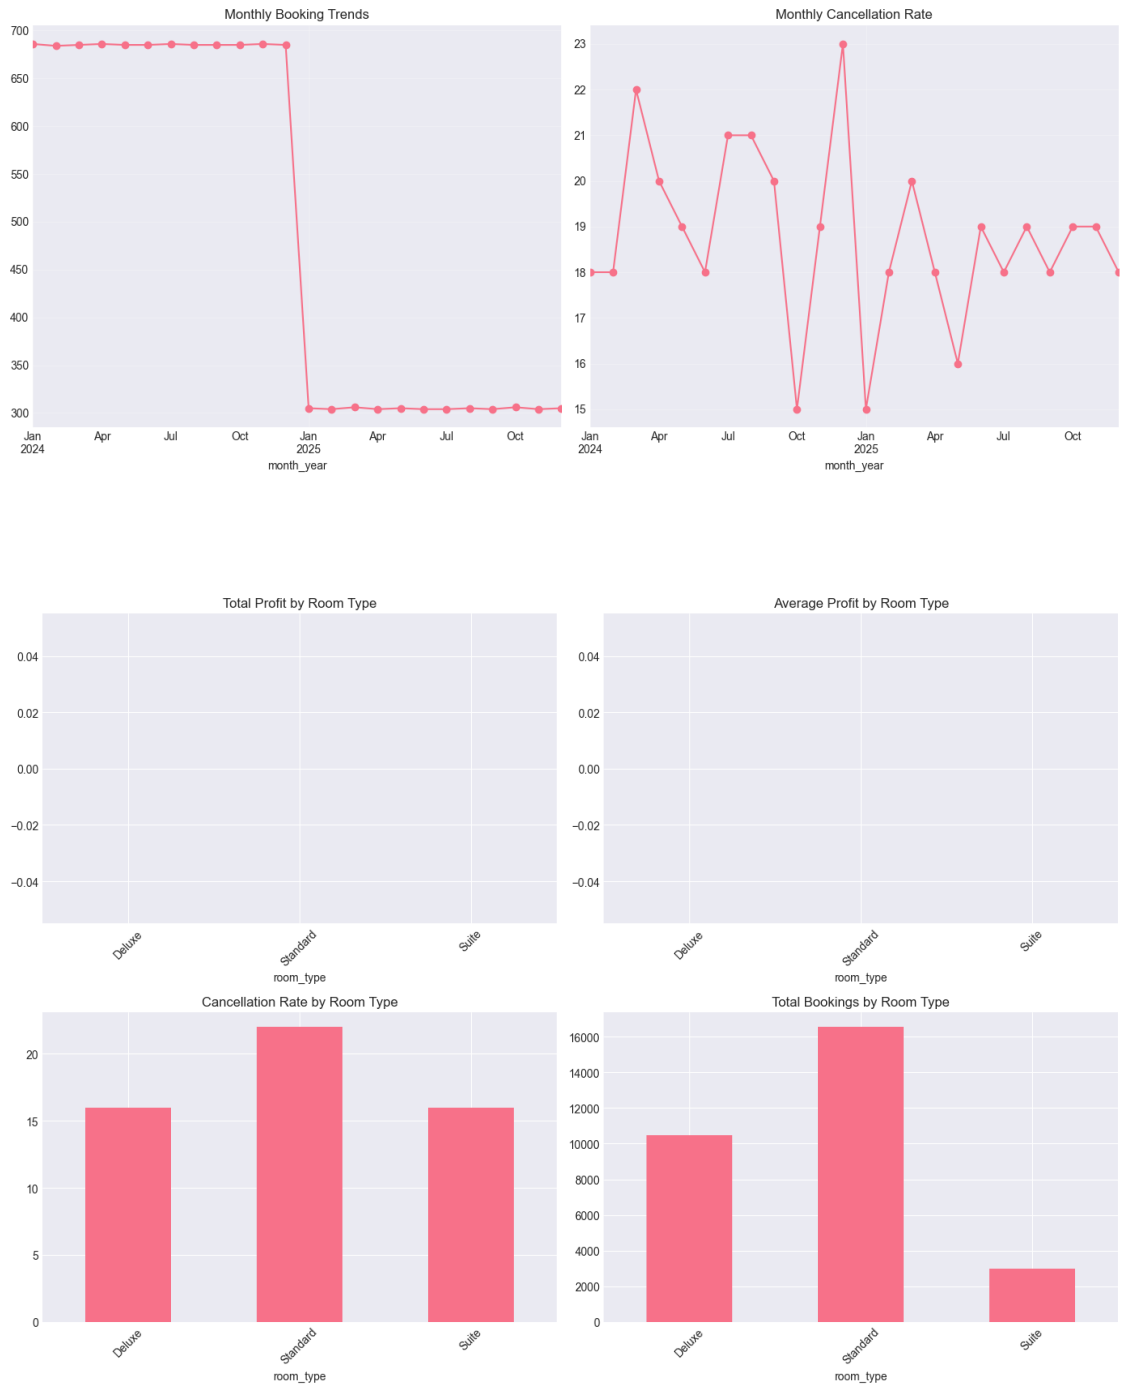 Monthly Booking Trends
700
650
600
550
500
450
400
350
300
Jan
2024
Apr
Jul
Oct
Jan
2025
Apr
Jul
Oct
month_year
Monthly Cancellation Rate
23
22
21
20
19
18
17
16
15
Jan
2024
Apr
Jul
Oct
Jan
2025
Apr
Jul
Oct
month_year
Total Profit by Room Type
0.04
0.02
0.00
−0.02
−0.04
Deluxe
Standard
Suite
room_type
Average Profit by Room Type
0.04
0.02
0.00
−0.02
−0.04
Deluxe
Standard
Suite
room_type
Cancellation Rate by Room Type
20
15
10
5
0
Deluxe
Standard
Suite
room_type
Total Bookings by Room Type
16000
14000
12000
10000
8000
6000
4000
2000
0
Deluxe
Standard
Suite
room_type